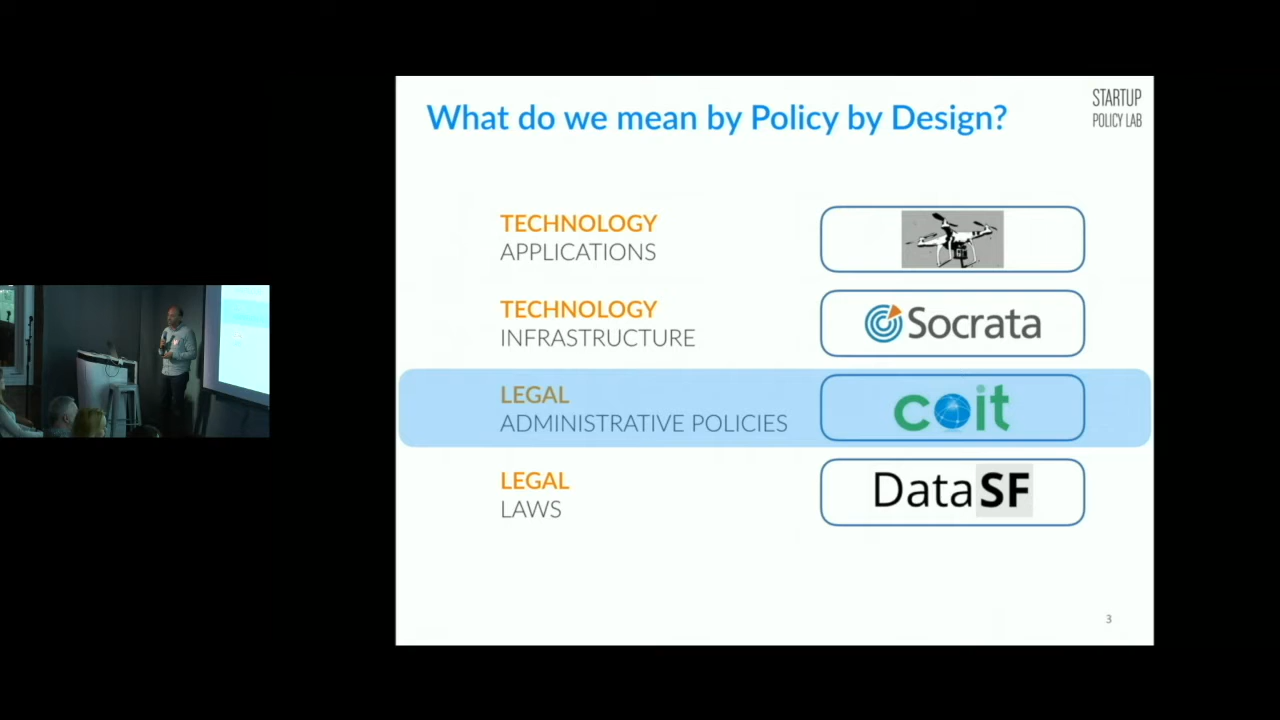 What do we mean by Policy by Design?
STARTUP
POLICY LAB
TECHNOLOGY
APPLICATIONS
TECHNOLOGY
INFRASTRUCTURE
Socrata
LEGAL
ADMINISTRATIVE POLICIES
coit
LEGAL
LAWS
DataSF
3